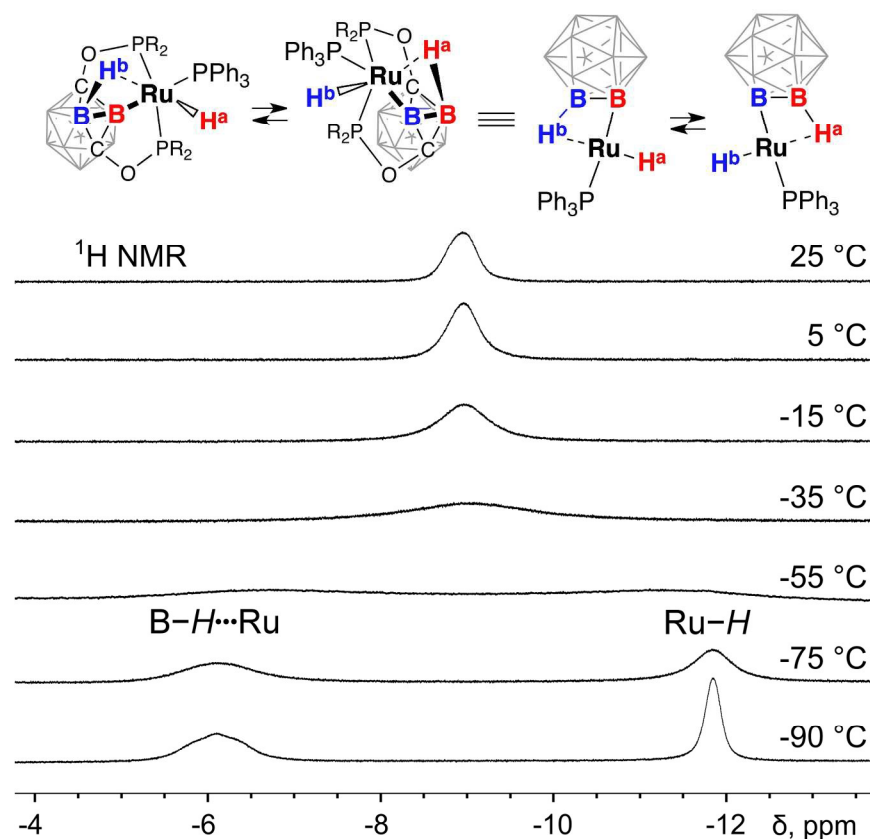 O PR₂ Hᵇ PPh₃ C Ru B B Hᵃ C O PR₂
PR₂ O Ph₃P Hᵃ Ru C Hᵇ B B R₂P C O
B B Hᵇ Ru Hᵃ Ph₃P
B B Hᵃ Hᵇ Ru PPh₃
¹H NMR
25 °C
5 °C
-15 °C
-35 °C
-55 °C
B–H•••Ru
Ru–H
-75 °C
-90 °C
-4 -6 -8 -10 -12 δ, ppm